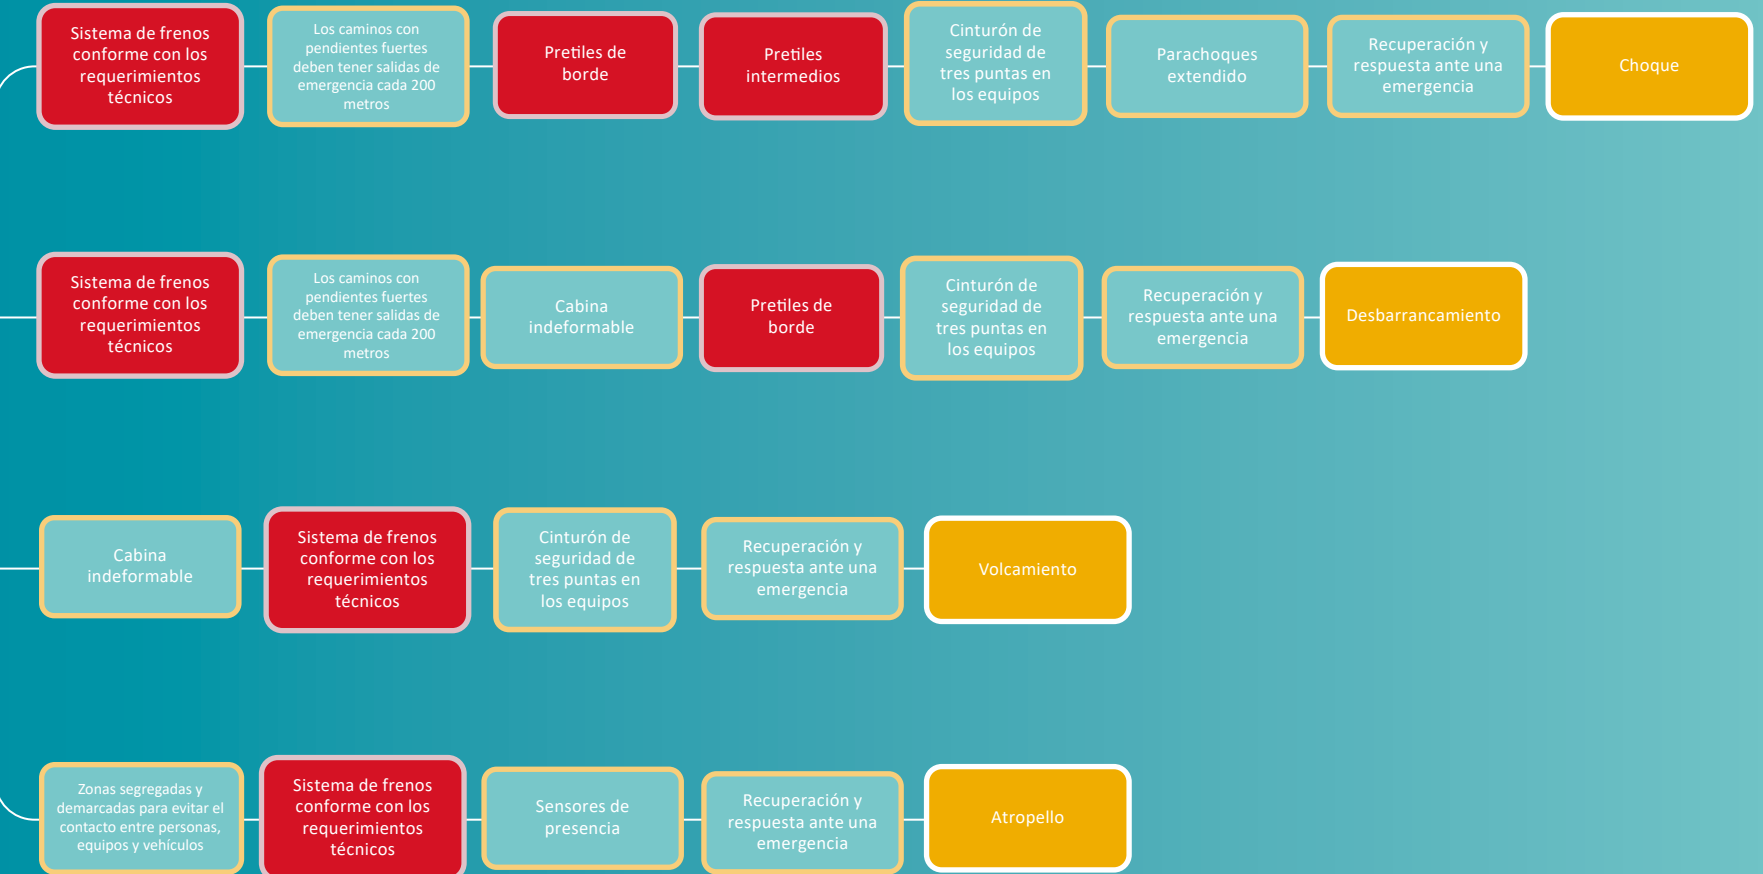 Sistema de frenos
conforme con los
requerimientos
técnicos
Los caminos con
pendientes fuertes
deben tener salidas de
emergencia cada 200
metros
Pretiles de
borde
Pretiles
intermedios
Cinturón de
seguridad de
tres puntas en
los equipos
Parachoques
extendido
Recuperación y
respuesta ante una
emergencia
Choque
Sistema de frenos
conforme con los
requerimientos
técnicos
Los caminos con
pendientes fuertes
deben tener salidas de
emergencia cada 200
metros
Cabina
indeformable
Pretiles de
borde
Cinturón de
seguridad de
tres puntas en
los equipos
Recuperación y
respuesta ante una
emergencia
Desbarrancamiento
Cabina
indeformable
Sistema de frenos
conforme con los
requerimientos
técnicos
Cinturón de
seguridad de
tres puntas en
los equipos
Recuperación y
respuesta ante una
emergencia
Volcamiento
Zonas segregadas y
demarcadas para evitar el
contacto entre personas,
equipos y vehículos
Sistema de frenos
conforme con los
requerimientos
técnicos
Sensores de
presencia
Recuperación y
respuesta ante una
emergencia
Atropello